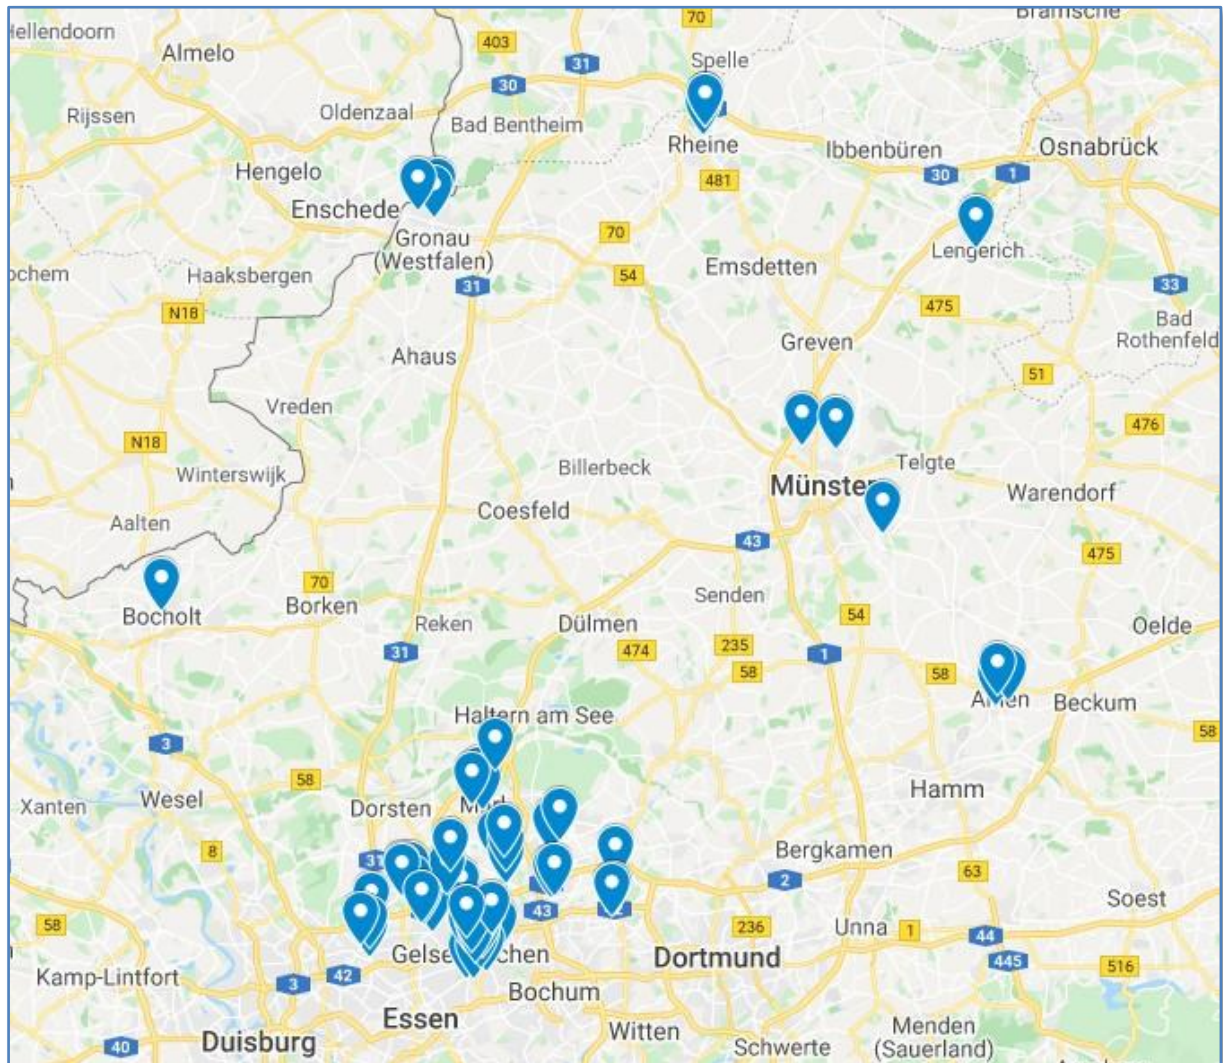 Hellendoorn
Almelo
403
31
70
Bramsche
30
Spelle
Rijssen
Oldenzaal
Bad Bentheim
Rheine
Ibbenbüren
Osnabrück
Hengelo
481
30
1
Enschede
Gronau
(Westfalen)
70
Lengerich
Haaksbergen
54
Emsdetten
31
33
475
N18
Bad
Rothenfeld
Ahaus
Greven
51
Vreden
N18
476
Winterswijk
Billerbeck
Telgte
Münster
Warendorf
Coesfeld
Aalten
43
475
70
Bocholt
Borken
Reken
Dülmen
Senden
54
Oelde
31
474
235
58
1
58
Beckum
Haltern am See
58
3
58
Xanten
Wesel
Dorsten
Hamm
8
31
Bergkamen
2
63
Soest
58
43
236
Unna
1
44
Kamp-Lintfort
3
42
Dortmund
445
516
Bochum
Essen
Duisburg
40
Witten
Schwerte
Menden
(Sauerland)